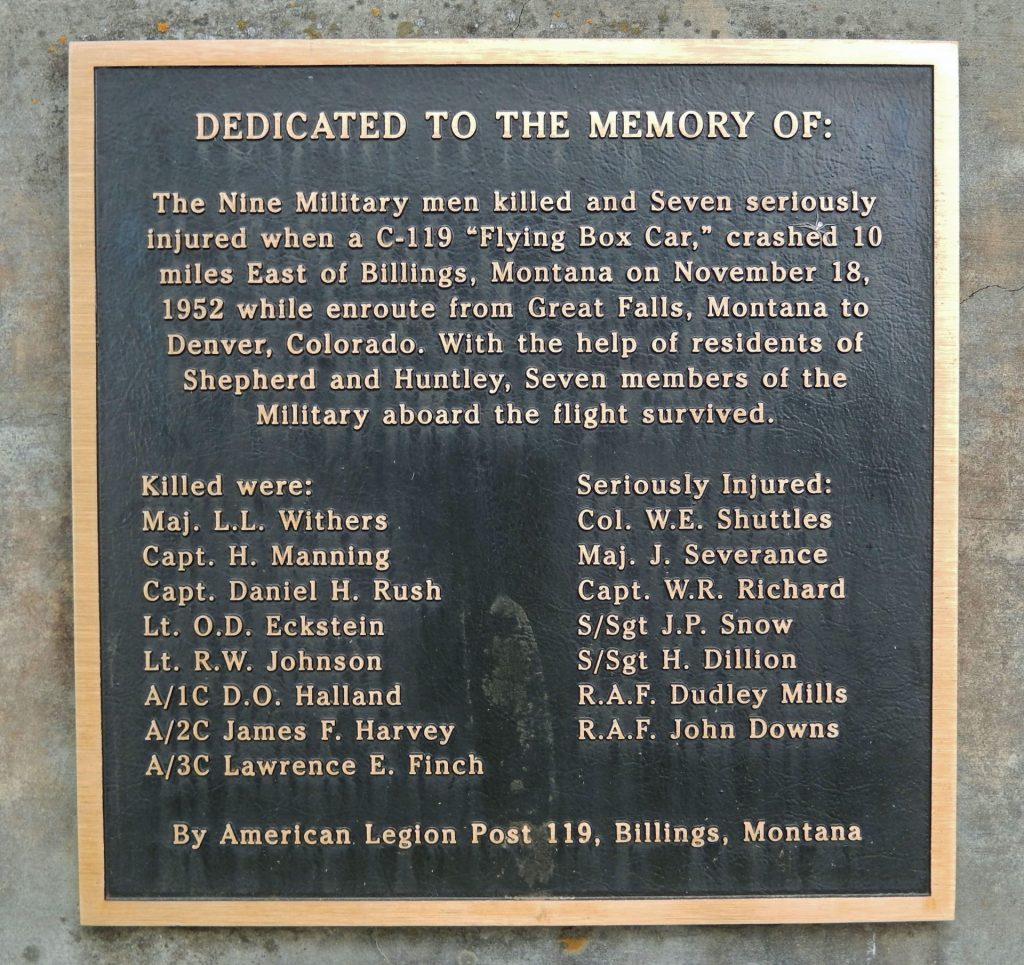 DEDICATED TO THE MEMORY OF:
The Nine Military men killed and Seven seriously
injured when a C-119 “Flying Box Car,” crashed 10
miles East of Billings, Montana on November 18,
1952 while enroute from Great Falls, Montana to
Denver, Colorado. With the help of residents of
Shepherd and Huntley, Seven members of the
Military aboard the flight survived.
Killed were:
Maj. L.L. Withers
Capt. H. Manning
Capt. Daniel H. Rush
Lt. O.D. Eckstein
Lt. R.W. Johnson
A/1C D.O. Halland
A/2C James F. Harvey
A/3C Lawrence E. Finch
Seriously Injured:
Col. W.E. Shuttles
Maj. J. Severance
Capt. W.R. Richard
S/Sgt J.P. Snow
S/Sgt H. Dillion
R.A.F. Dudley Mills
R.A.F. John Downs
By American Legion Post 119, Billings, Montana